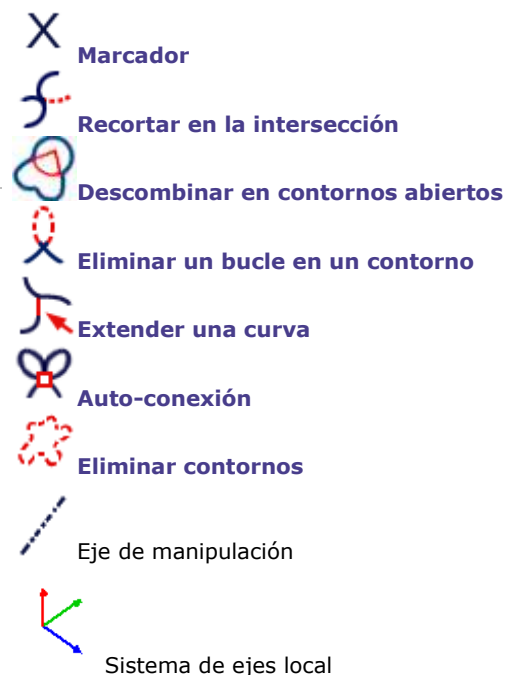 Marcador
Recortar en la intersección
Descombinar en contornos abiertos
Eliminar un bucle en un contorno
Extender una curva
Auto-conexión
Eliminar contornos
Eje de manipulación
Sistema de ejes local